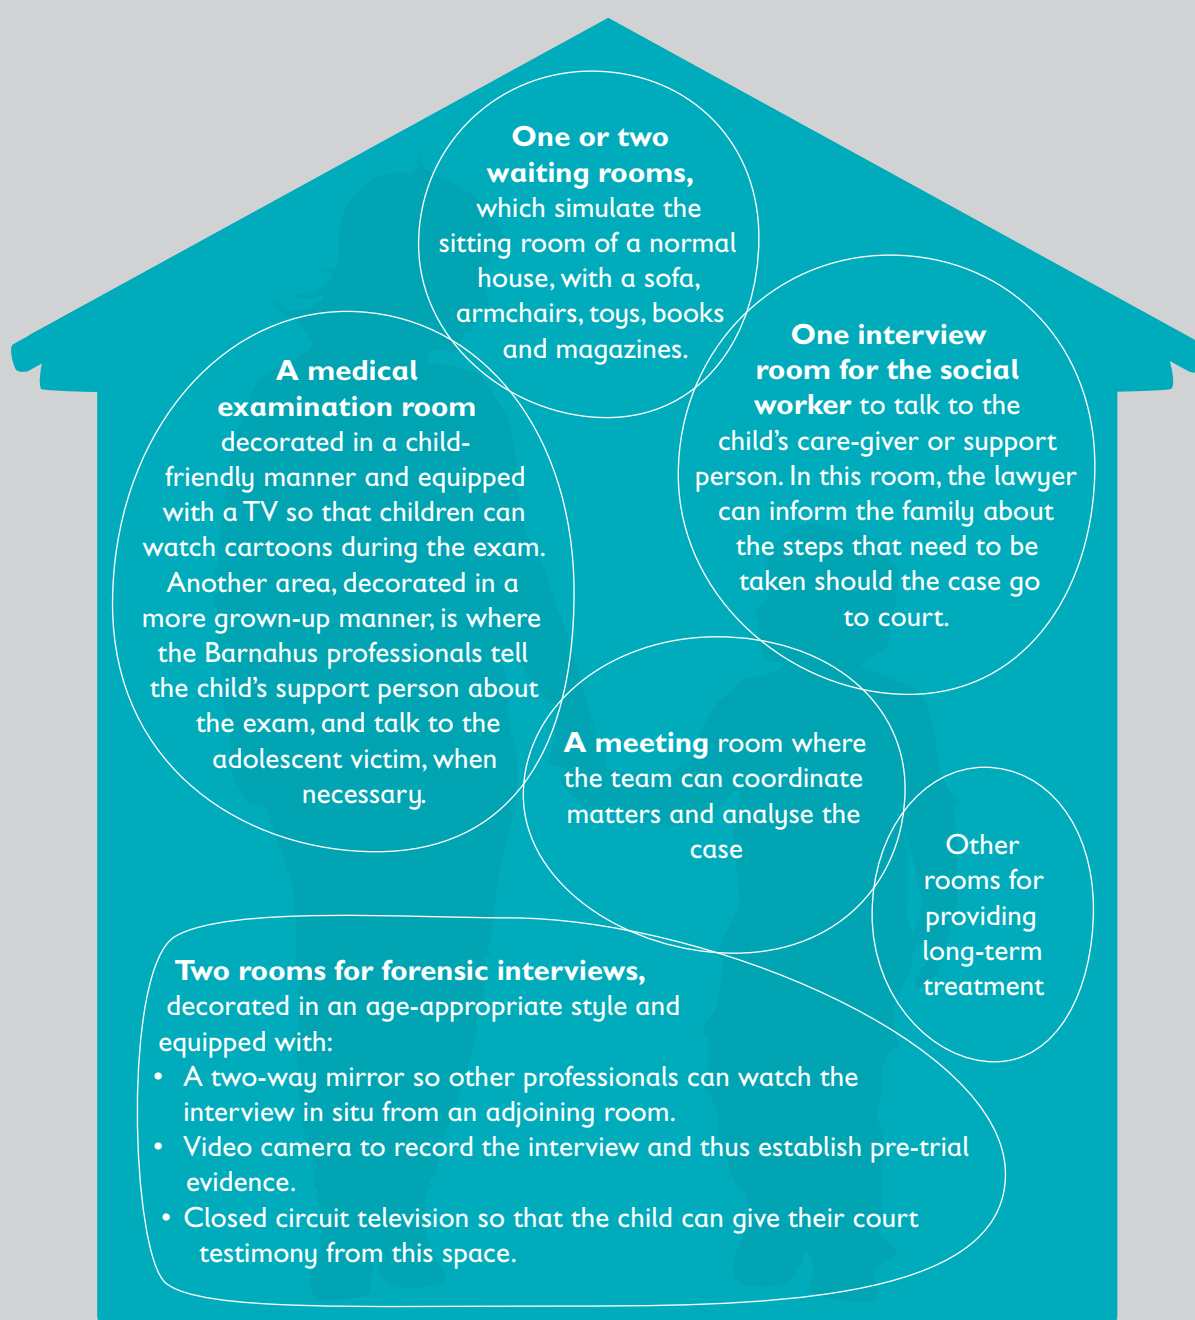 One or two
waiting rooms,
which simulate the
sitting room of a normal
house, with a sofa,
armchairs, toys, books
and magazines.
One interview
room for the social
worker to talk to the
child’s care-giver or support
person. In this room, the lawyer
can inform the family about
the steps that need to be
taken should the case go
to court.
A medical
examination room
decorated in a child-
friendly manner and equipped
with a TV so that children can
watch cartoons during the exam.
Another area, decorated in a
more grown-up manner, is where
the Barnahus professionals tell
the child’s support person about
the exam, and talk to the
adolescent victim, when
necessary.
A meeting room where
the team can coordinate
matters and analyse the
case
Other
rooms for
providing
long-term
treatment
Two rooms for forensic interviews,
decorated in an age-appropriate style and
equipped with:
• A two-way mirror so other professionals can watch the
interview in situ from an adjoining room.
• Video camera to record the interview and thus establish pre-trial
evidence.
• Closed circuit television so that the child can give their court
testimony from this space.